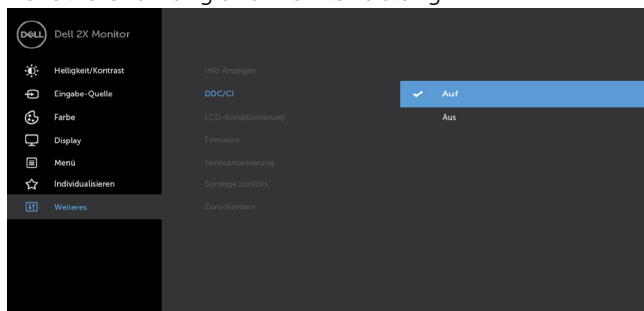 DELL Dell 2X Monitor
Helligkeit/Kontrast
Info Anzeigen
Eingabe-Quelle
DDC/CI
Auf
Farbe
LCD-Konditionierung
Aus
Display
Firmware
Menü
Servicemarkierung
Individualisieren
Sonstige zurücks.
Weiteres
Zurücksetzen